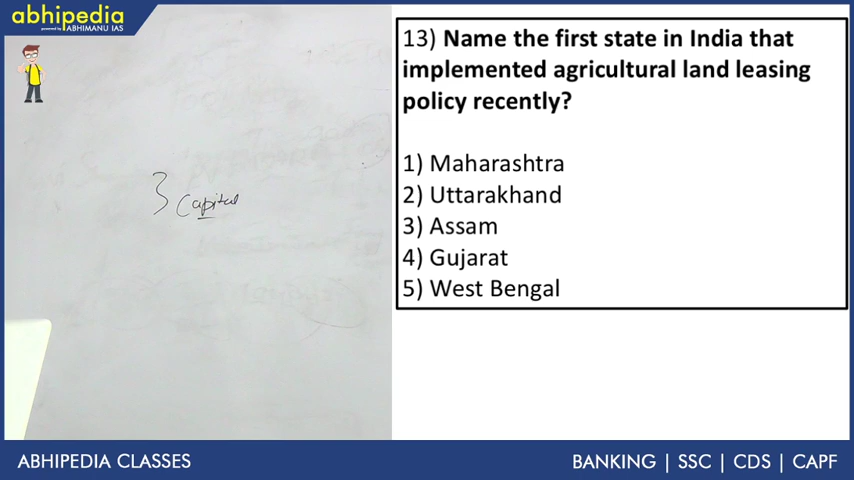 abhipedia
powered by ABHIMANU IAS
3 Capital
13) Name the first state in India that
implemented agricultural land leasing
policy recently?
1) Maharashtra
2) Uttarakhand
3) Assam
4) Gujarat
5) West Bengal
ABHIPEDIA CLASSES
BANKING | SSC | CDS | CAPF